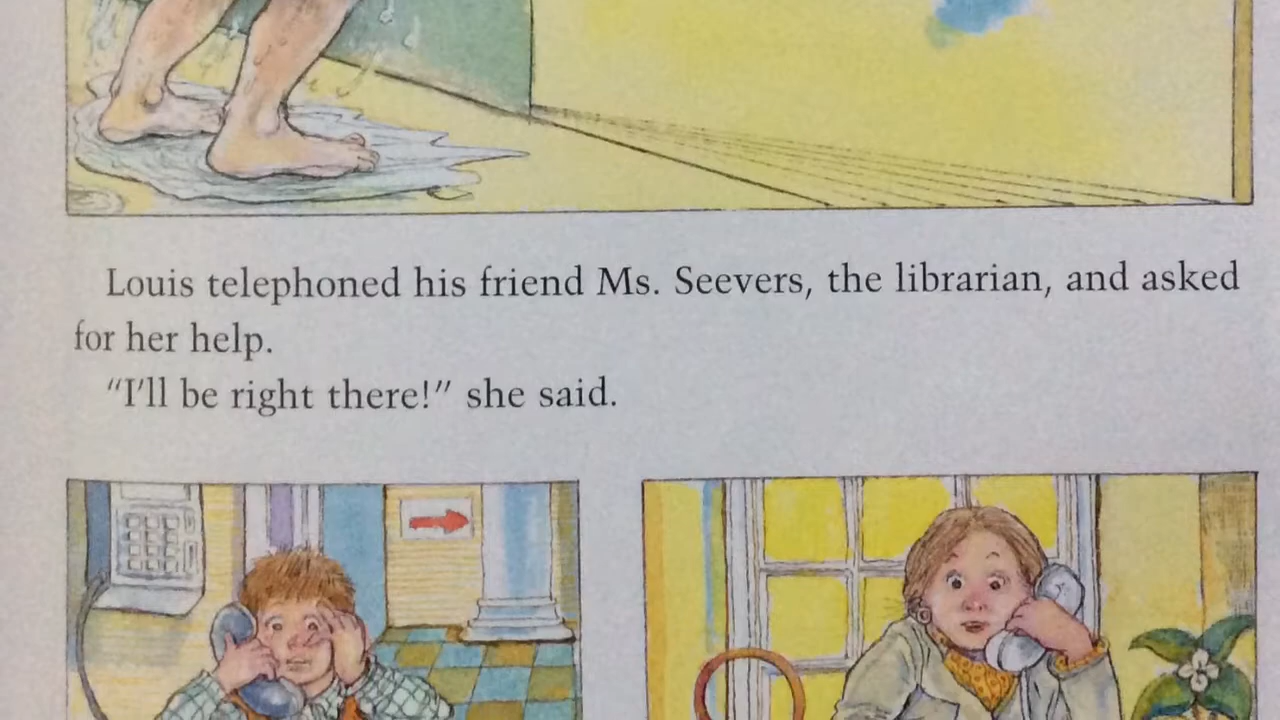 Louis telephoned his friend Ms. Seevers, the librarian, and asked
for her help.
“I’ll be right there!” she said.